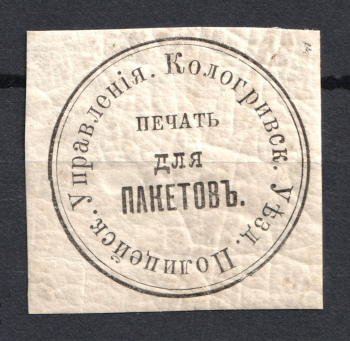 Кологривск. Уѣзд. Полицейск. Управленія.
ПЕЧАТЬ
для
ПАКЕТОВЪ.